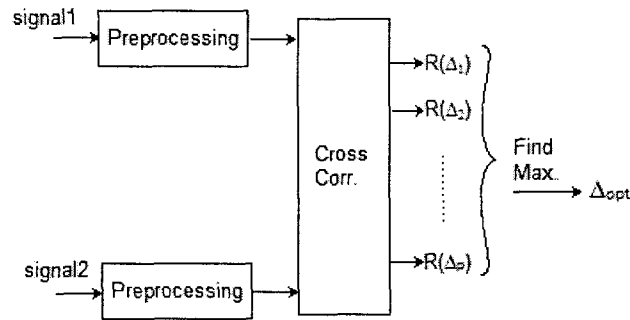 signal1
Preprocessing
R(Δ₁)
R(Δ₂)
Cross
Corr.
Find
Max.
Δopt
R(Δₚ)
signal2
Preprocessing